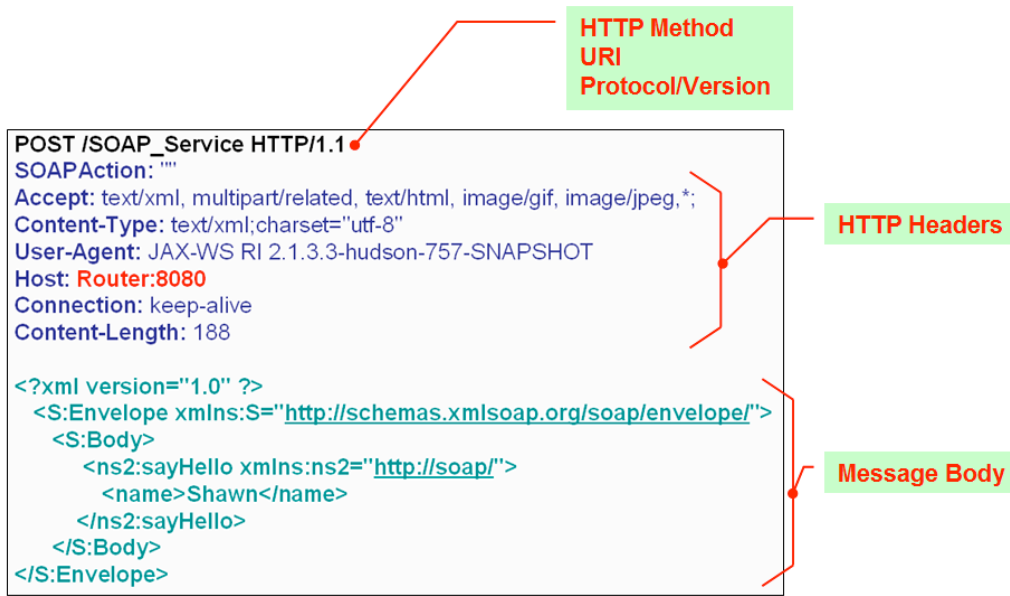 HTTP Method
URI
Protocol/Version
POST /SOAP_Service HTTP/1.1
SOAPAction: ""
Accept: text/xml, multipart/related, text/html, image/gif, image/jpeg,*;
Content-Type: text/xml;charset="utf-8"
User-Agent: JAX-WS RI 2.1.3.3-hudson-757-SNAPSHOT
Host: Router:8080
Connection: keep-alive
Content-Length: 188
HTTP Headers
<?xml version="1.0" ?>
<S:Envelope xmlns:S="http://schemas.xmlsoap.org/soap/envelope/">
<S:Body>
<ns2:sayHello xmlns:ns2="http://soap/">
<name>Shawn</name>
</ns2:sayHello>
</S:Body>
</S:Envelope>
Message Body